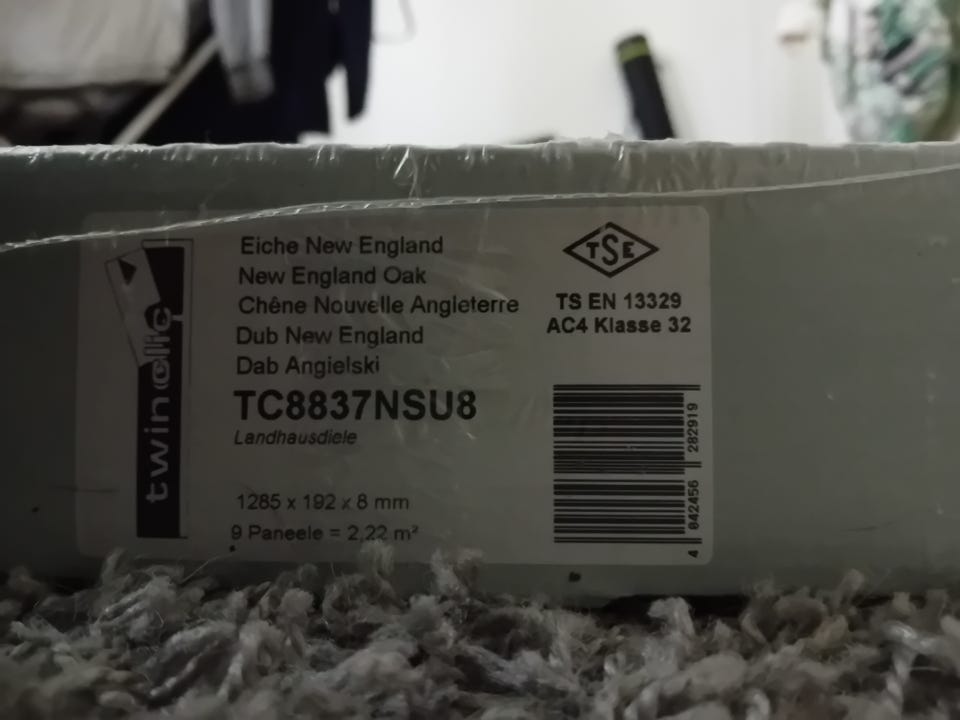 twinclic
Eiche New England
New England Oak
Chêne Nouvelle Angleterre
Dub New England
Dab Angielski
TC8837NSU8
Landhausdiele
1285 x 192 x 8 mm
9 Paneele = 2,22 m²
TSE
TS EN 13329
AC4 Klasse 32
4 042456 282919